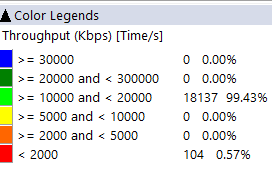 Color Legends
Throughput (Kbps) [Time/s]
>= 30000 0 0.00%
>= 20000 and < 300000 0 0.00%
>= 10000 and < 20000 18137 99.43%
>= 5000 and < 10000 0 0.00%
>= 2000 and < 5000 0 0.00%
< 2000 104 0.57%